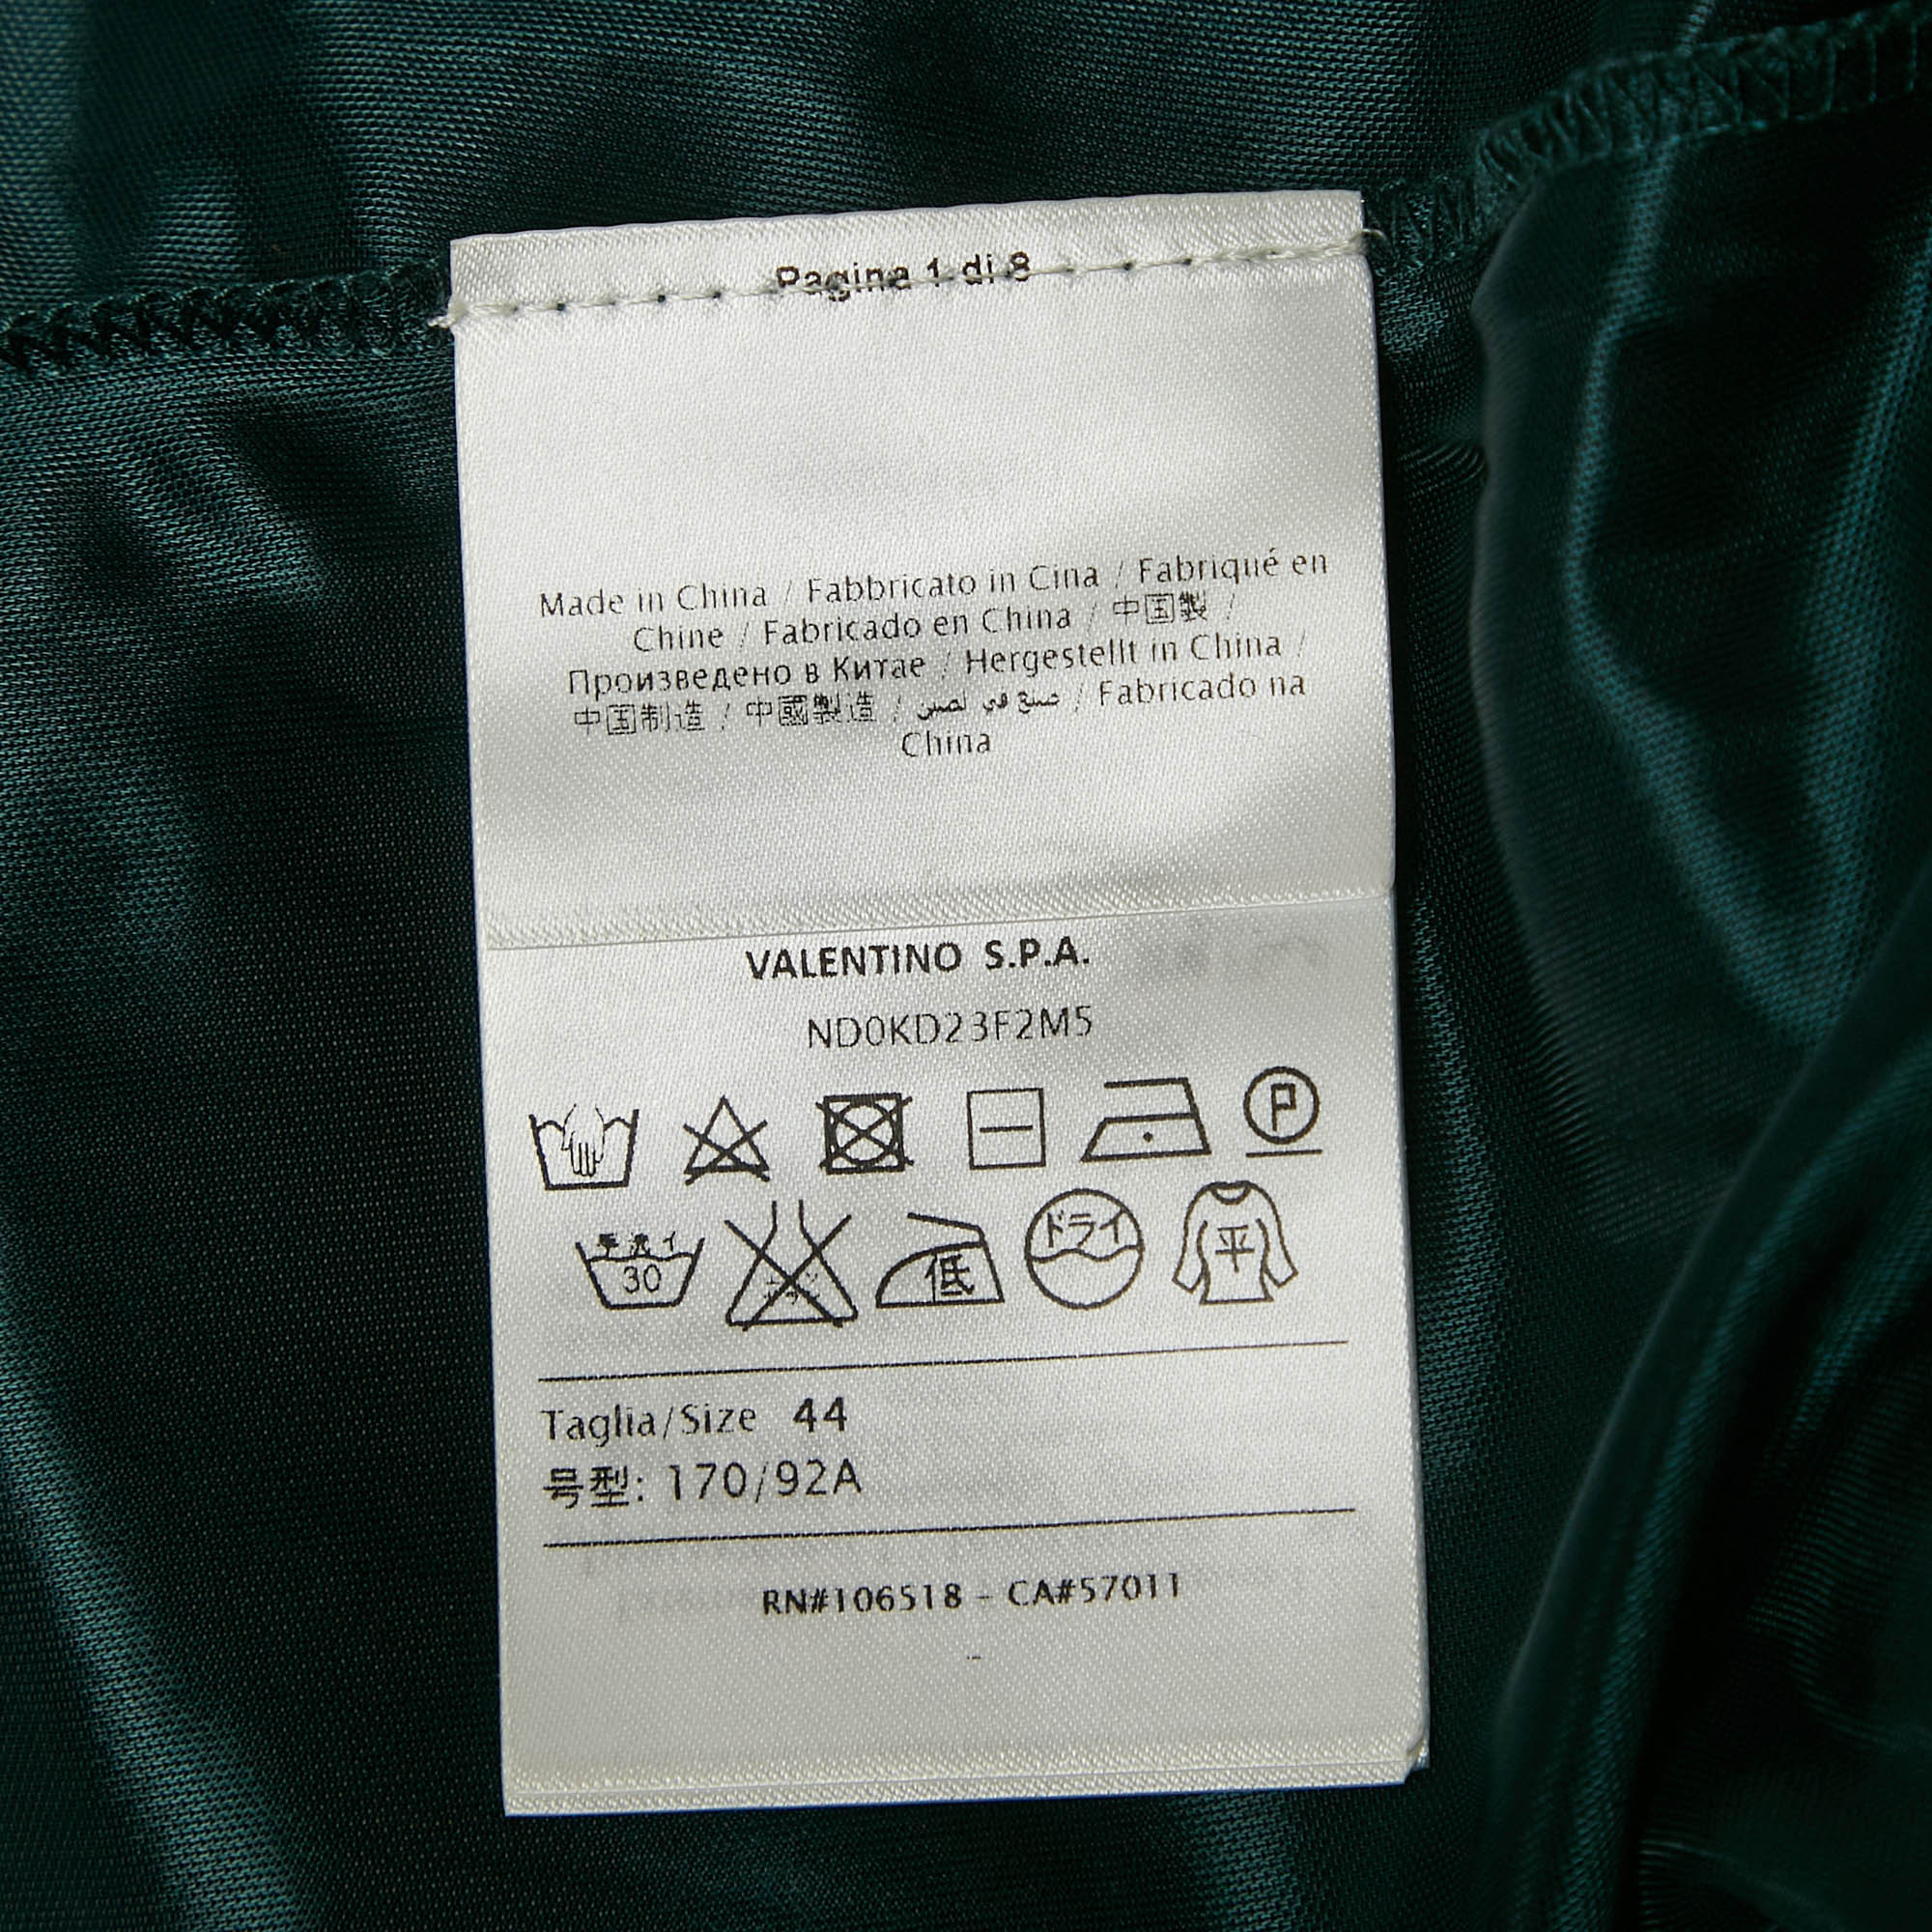 Pagina 1 di 8
Made in China / Fabbricato in Cina / Fabriqué en
Chine / Fabricado en China / 中国製 /
Произведено в Китае / Hergestellt in China /
中国制造 / 中國製造 / صنع في لصين / Fabricado na
China
VALENTINO S.P.A.
ND0KD23F2M5
P
手洗イ
30
低
ドライ
平
Taglia/Size 44
号型: 170/92A
RN#106518 - CA#57011